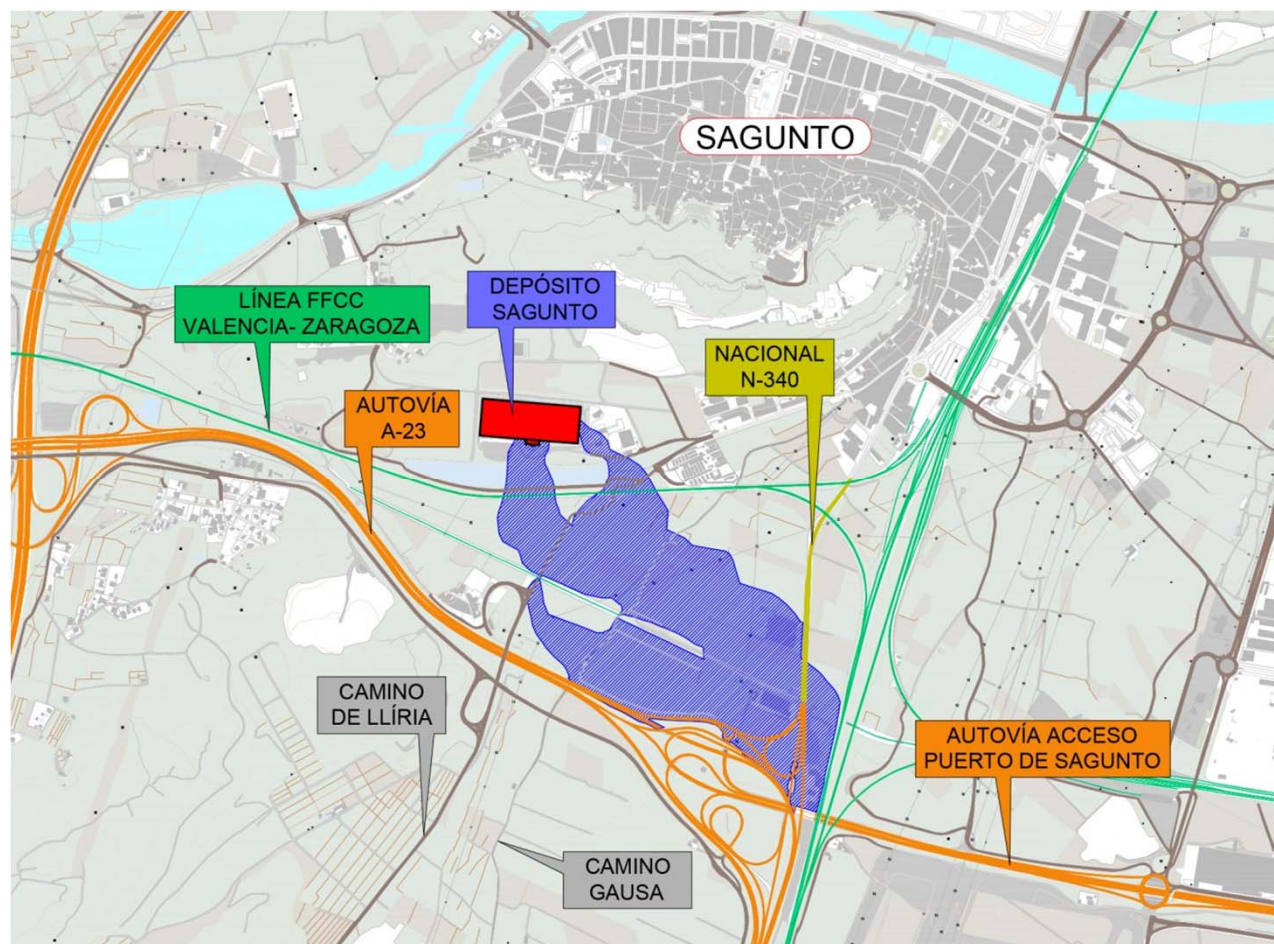 SAGUNTO
LÍNEA FFCC
VALENCIA- ZARAGOZA
DEPÓSITO
SAGUNTO
NACIONAL
N-340
AUTOVÍA
A-23
CAMINO
DE LLÍRIA
AUTOVÍA ACCESO
PUERTO DE SAGUNTO
CAMINO
GAUSA